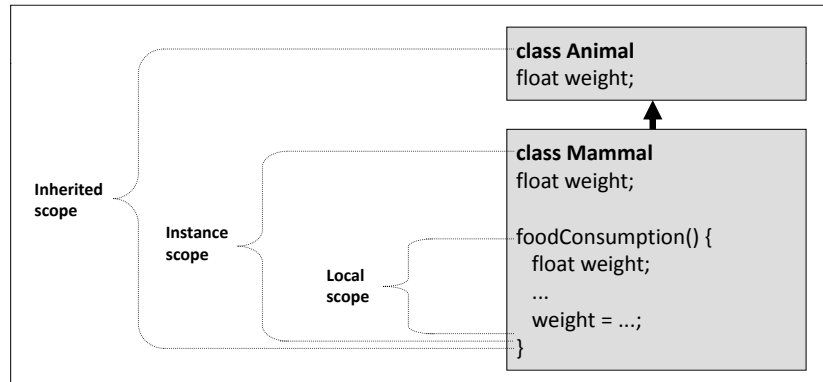 class Animal
float weight;
class Mammal
float weight;
Inherited
scope
Instance
scope
Local
scope
foodConsumption() {
float weight;
...
weight = ...;
}